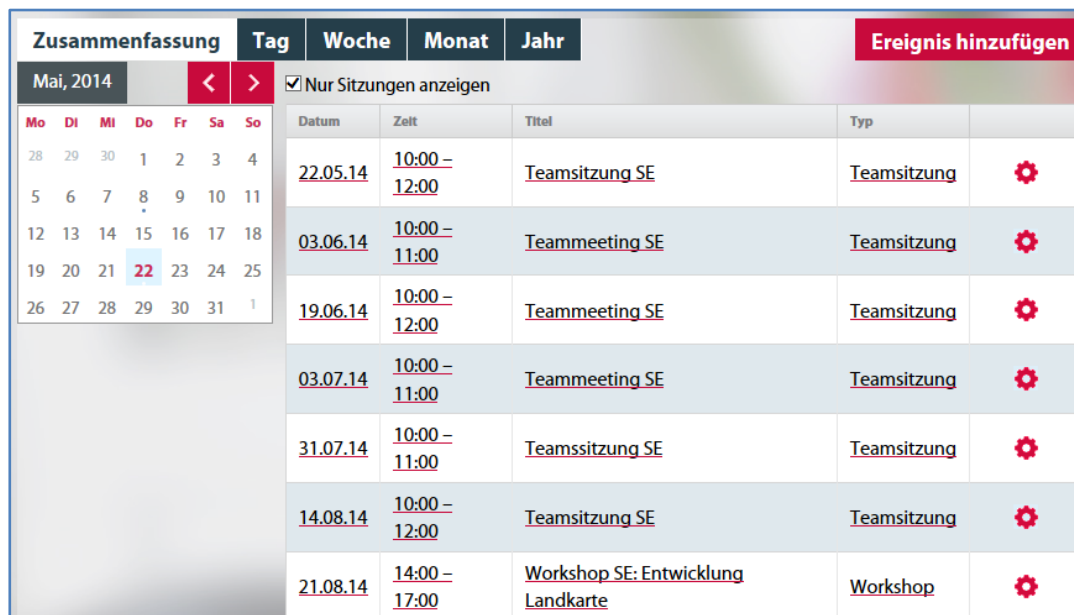 Zusammenfassung Tag Woche Monat Jahr Ereignis hinzufügen
Mai, 2014 < >
Nur Sitzungen anzeigen
Mo Di Mi Do Fr Sa So
28 29 30 1 2 3 4
5 6 7 8 9 10 11
12 13 14 15 16 17 18
19 20 21 22 23 24 25
26 27 28 29 30 31 1
Datum Zeit Titel Typ
22.05.14 10:00 – Teamsitzung SE Teamsitzung
12:00
03.06.14 10:00 – Teammeeting SE Teamsitzung
11:00
19.06.14 10:00 – Teammeeting SE Teamsitzung
12:00
03.07.14 10:00 – Teammeeting SE Teamsitzung
11:00
31.07.14 10:00 – Teamssitzung SE Teamsitzung
11:00
14.08.14 10:00 – Teamsitzung SE Teamsitzung
12:00
21.08.14 14:00 – Workshop SE: Entwicklung Workshop
17:00 Landkarte